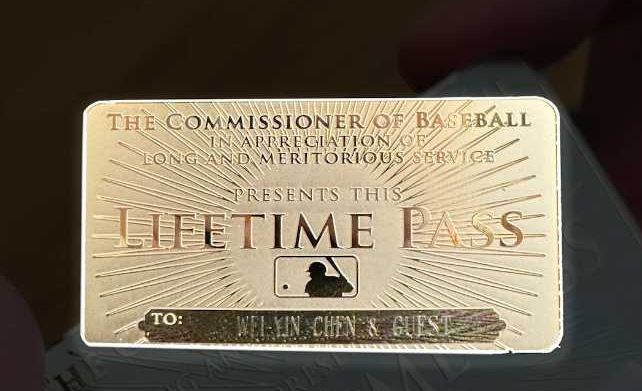 THE COMMISSIONER OF BASEBALL
IN APPRECIATION OF
LONG AND MERITORIOUS SERVICE
PRESENTS THIS
LIFETIME PASS
TO: WEI-YIN CHEN & GUEST